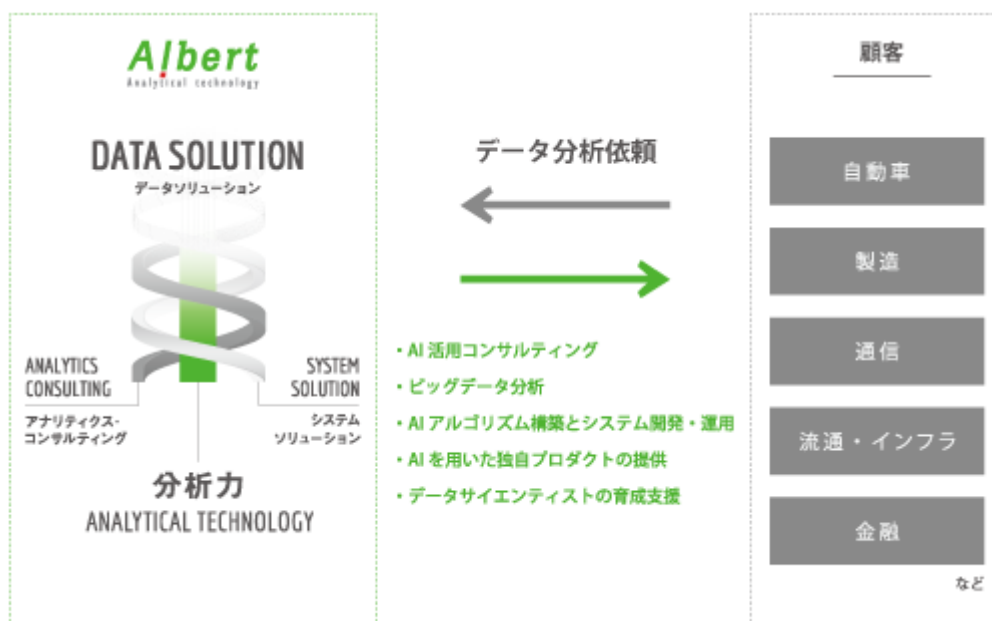 Albert
Analytical technology
DATA SOLUTION
データソリューション
ANALYTICS
CONSULTING
アナリティクス・
コンサルティング
SYSTEM
SOLUTION
システム
ソリューション
分析力
ANALYTICAL TECHNOLOGY
データ分析依頼
・AI 活用コンサルティング
・ビッグデータ分析
・AI アルゴリズム構築とシステム開発・運用
・AI を用いた独自プロダクトの提供
・データサイエンティストの育成支援
顧客
自動車
製造
通信
流通・インフラ
金融
など